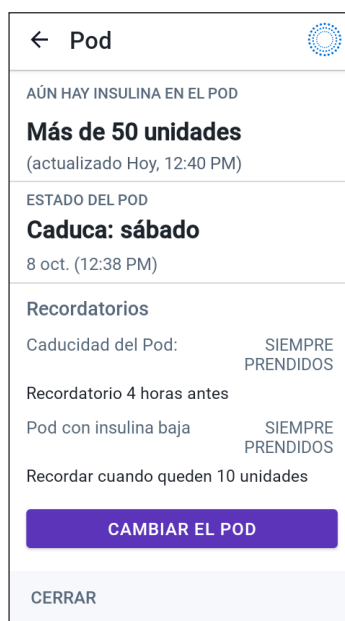 Pod
AÚN HAY INSULINA EN EL POD
Más de 50 unidades
(actualizado Hoy, 12:40 PM)
ESTADO DEL POD
Caduca: sábado
8 oct. (12:38 PM)
Recordatorios
Caducidad del Pod: SIEMPRE
PRENDIDOS
Recordatorio 4 horas antes
Pod con insulina baja SIEMPRE
PRENDIDOS
Recordar cuando queden 10 unidades
CAMBIAR EL POD
CERRAR